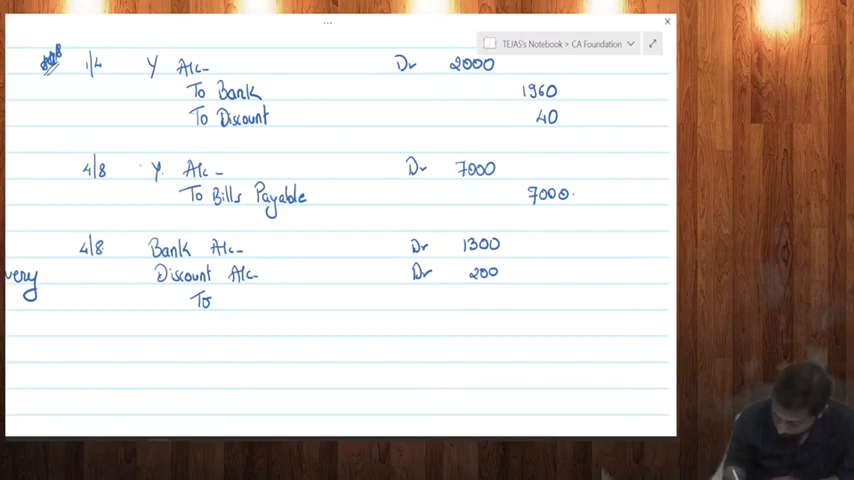 TEJAS's Notebook > CA Foundation
1/4 Y A/c- Dr 2000
To Bank 1960
To Discount 40
4/8 Y A/c- Dr 7000
To Bills Payable 7000.
4/8 Bank A/c- Dr 1300
very Discount A/c- Dr 200
To